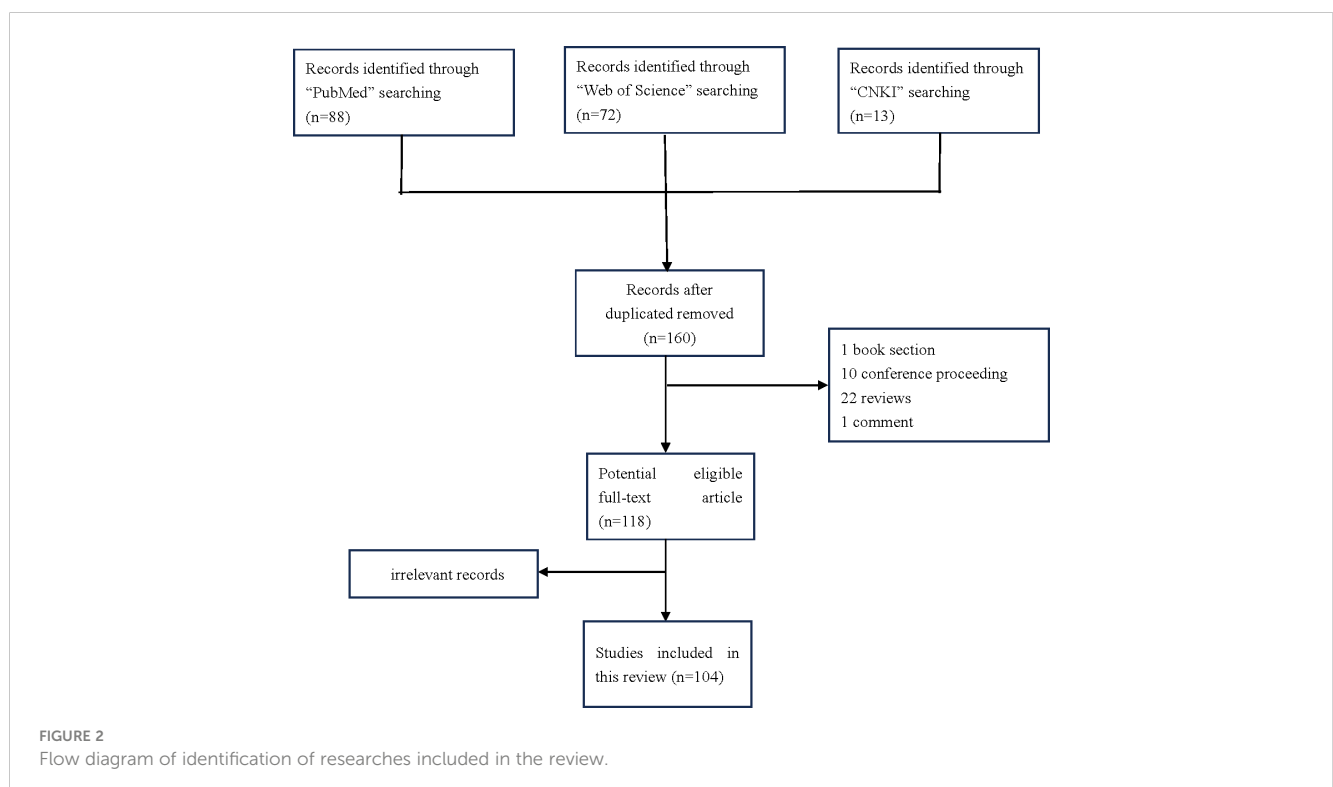 Records identified through
“PubMed” searching
(n=88)
Records identified through
“Web of Science” searching
(n=72)
Records identified through
“CNKI” searching
(n=13)
Records after
duplicated removed
(n=160)
1 book section
10 conference proceeding
22 reviews
1 comment
Potential eligible
full-text article
(n=118)
irrelevant records
Studies included in
this review (n=104)
FIGURE 2
Flow diagram of identification of researches included in the review.